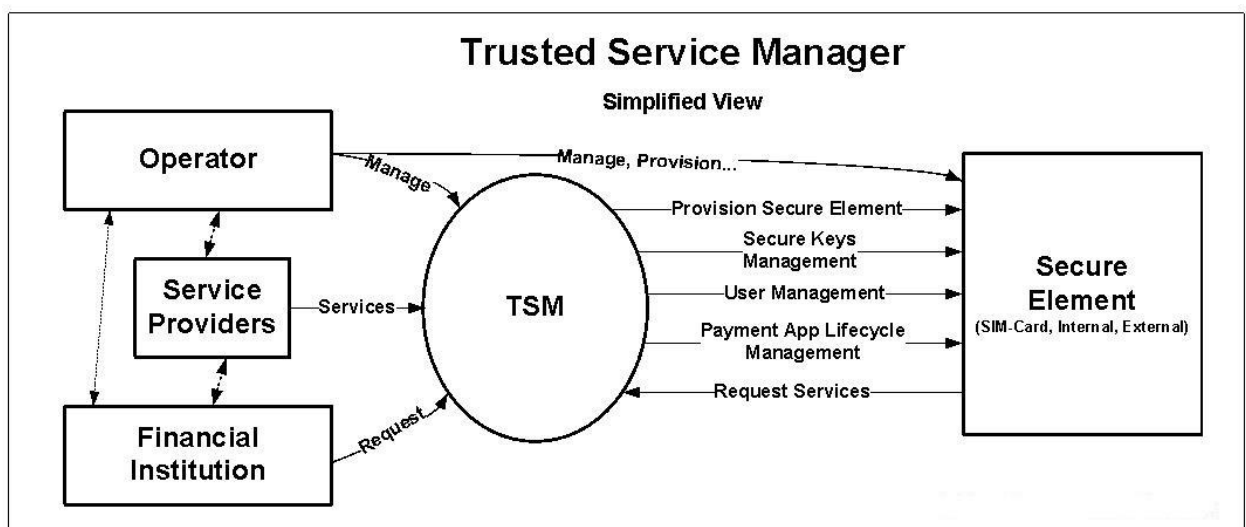 Trusted Service Manager
Simplified View
Operator
Manage
Manage, Provision...
Provision Secure Element
Secure Keys
Management
User Management
Payment App Lifecycle
Management
Request Services
Service
Providers
Services
TSM
Secure
Element
(SIM-Card, Internal, External)
Financial
Institution
Request